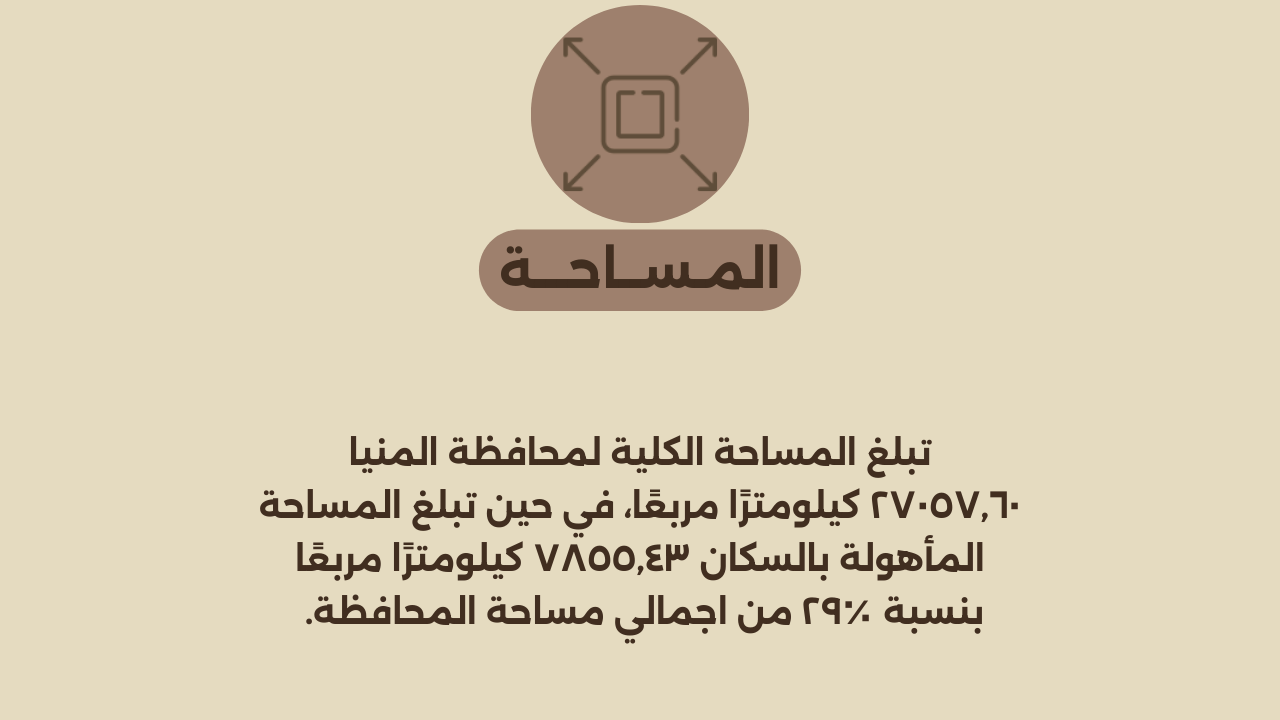 المساحة
تبلغ المساحة الكلية لمحافظة المنيا
٢٧٠٥٧,٦٠ كيلومترًا مربعًا، في حين تبلغ المساحة
المأهولة بالسكان ٧٨٥٥,٤٣ كيلومترًا مربعًا
بنسبة ٪٢٩ من اجمالي مساحة المحافظة.